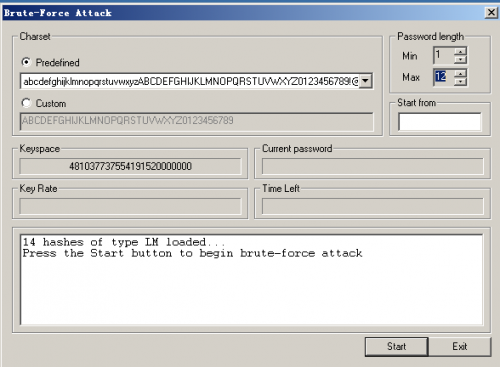 Brute-Force Attack
Charset
Predefined
abcdefghijklmnopqrstuvwxyzABCDEFGHIJKLMNOPQRSTUVWXYZ0123456789!@
Custom
ABCDEFGHIJKLMNOPQRSTUVWXYZ0123456789
Password length
Min 1
Max 12
Start from
Keyspace
481037737554191520000000
Current password
Key Rate
Time Left
14 hashes of type LM loaded...
Press the Start button to begin brute-force attack
Start
Exit